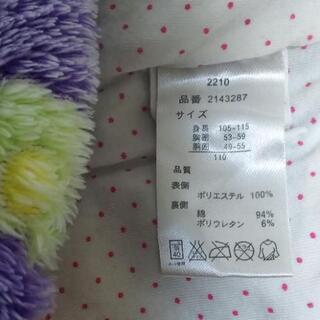 2210
品番 2143287
サイズ
身長 105-115
胸囲 53-59
胴囲 49-55
110
品質
表側
ポリエステル 100%
裏側
綿 94%
ポリウレタン 6%
40